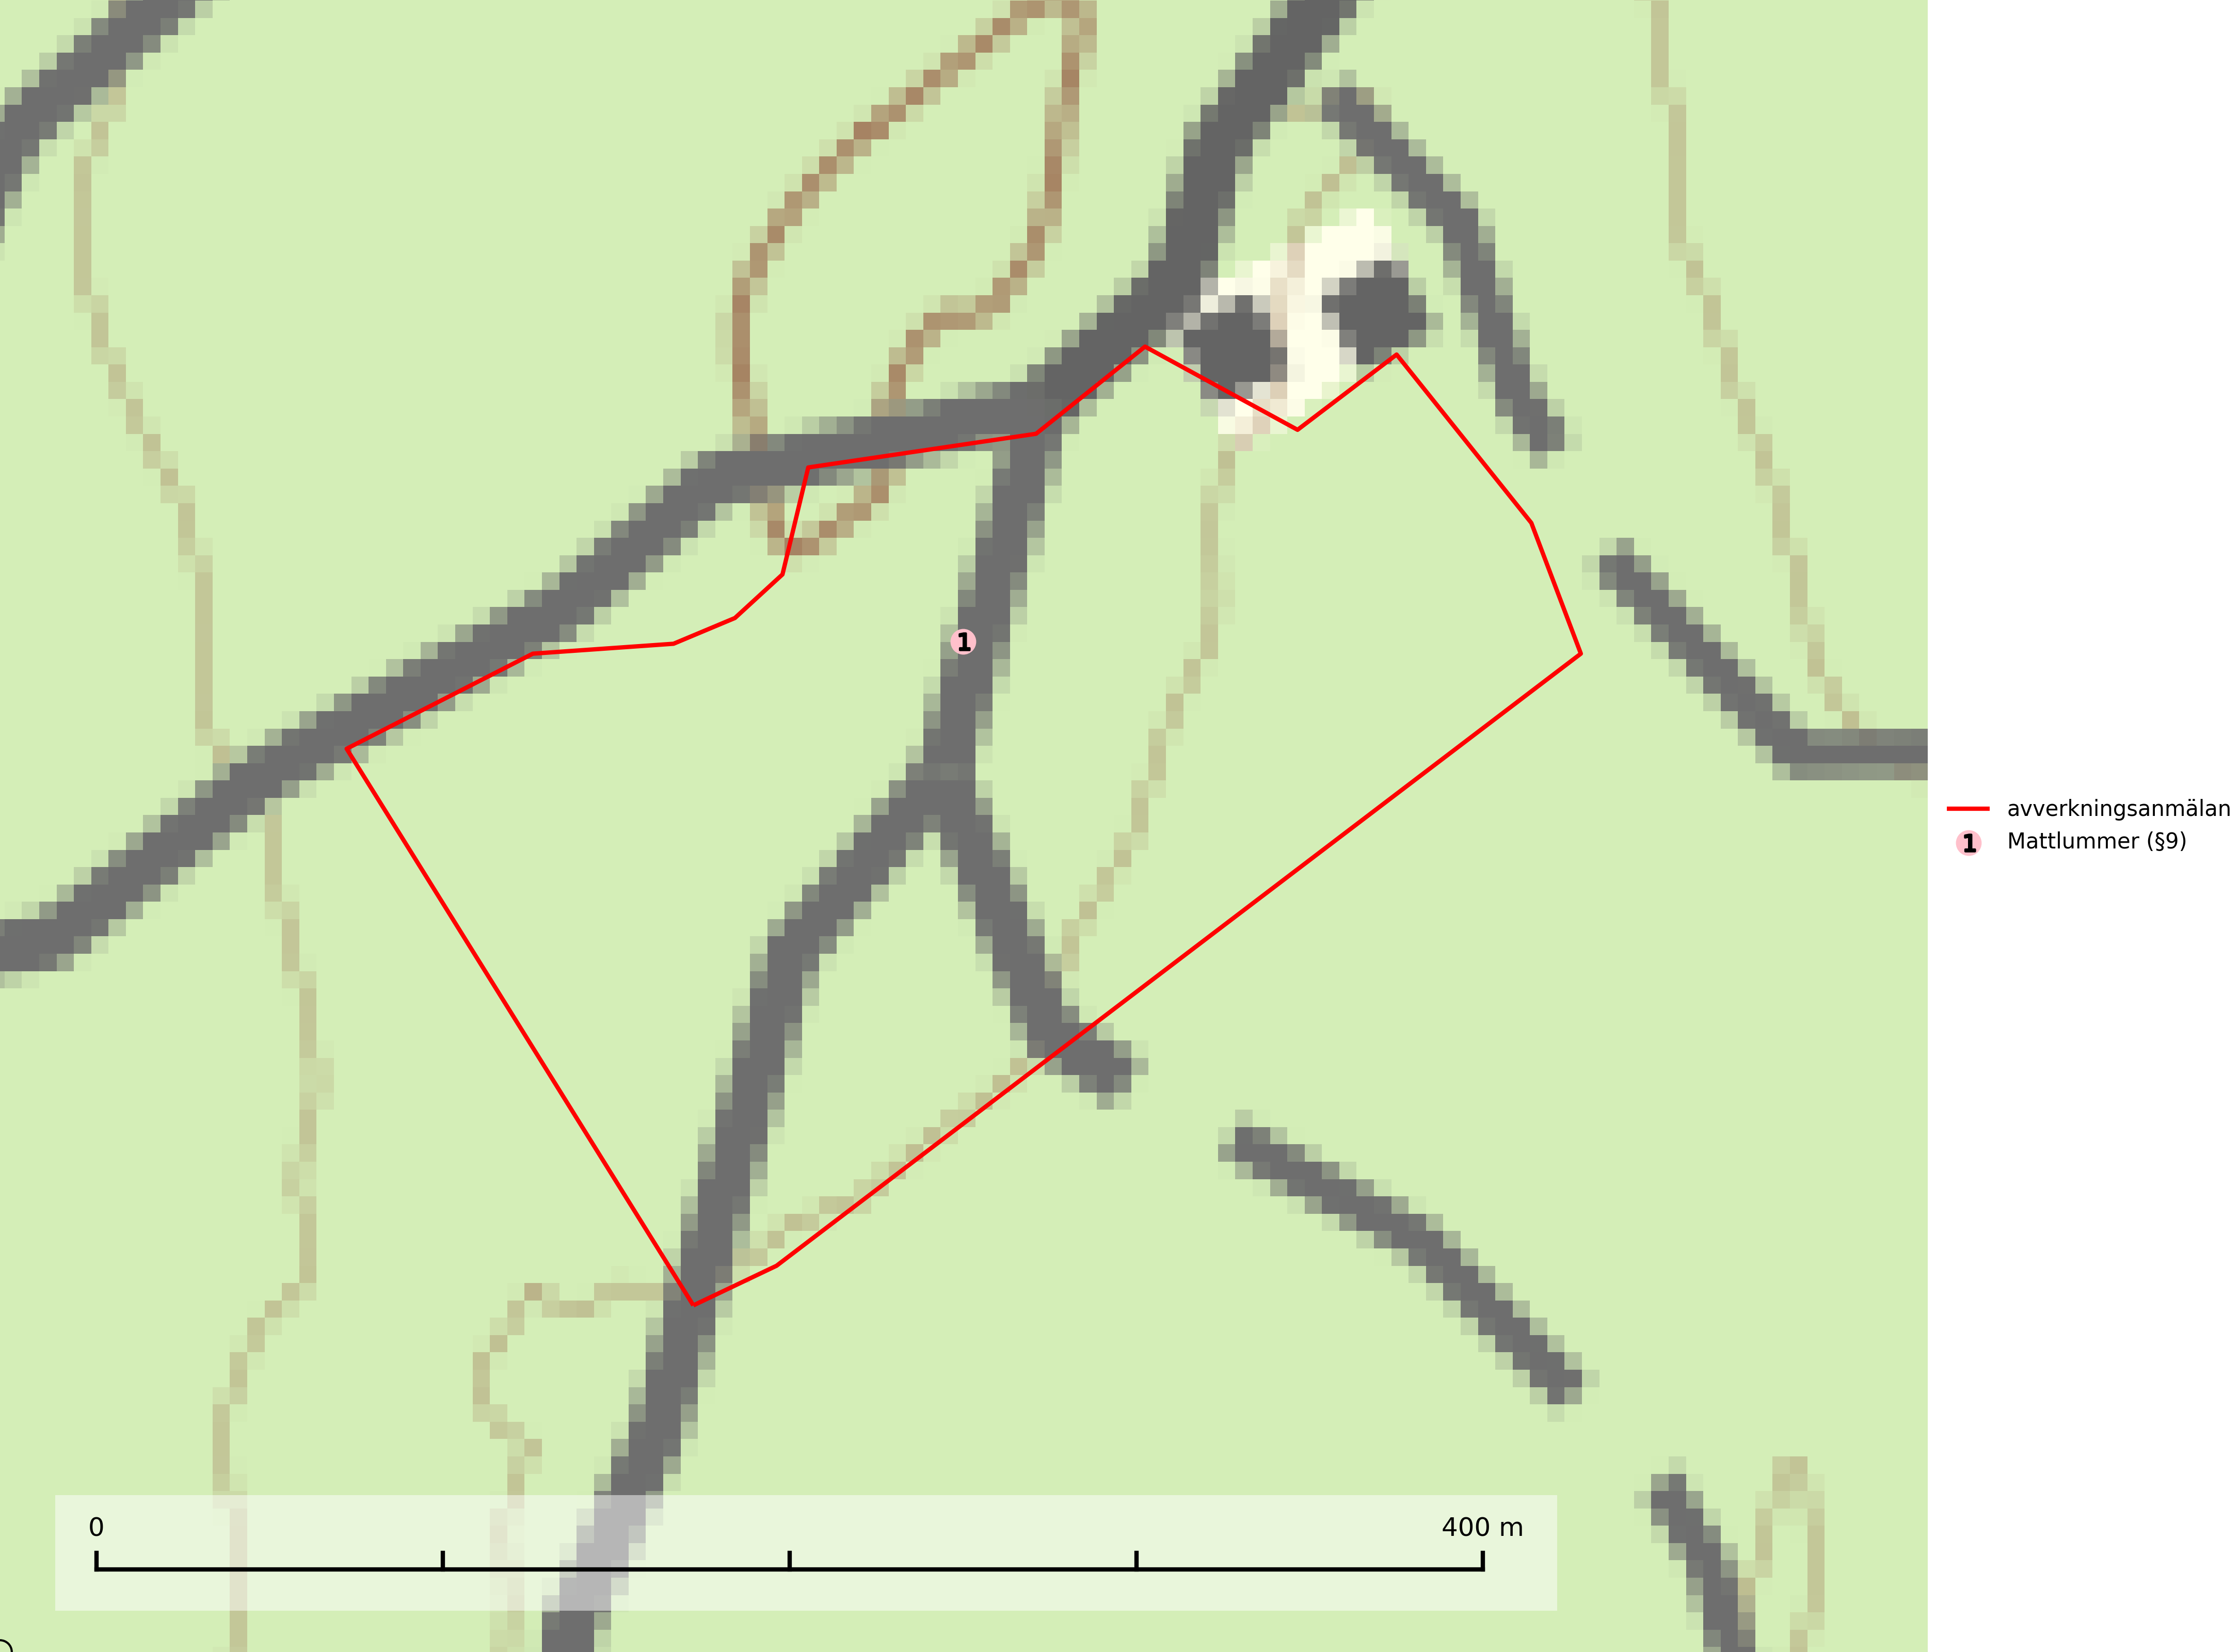 1
avverkningsanmälan
1 Mattlummer (§9)
0 400 m